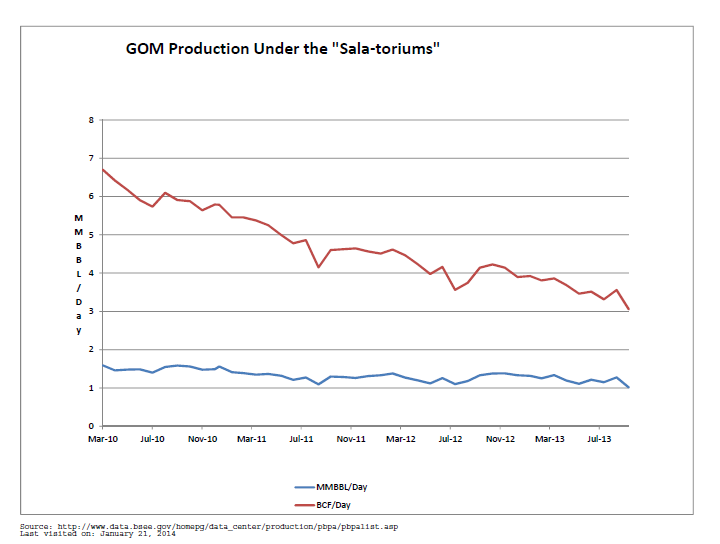 GOM Production Under the "Sala-toriums"
8
7
6
5
4
3
2
1
0
MMBBL/Day
Mar-10 Jul-10 Nov-10 Mar-11 Jul-11 Nov-11 Mar-12 Jul-12 Nov-12 Mar-13 Jul-13
MMBBL/Day
BCF/Day
Source: http://www.data.bsee.gov/homepg/data_center/production/pbpa/pbpalist.asp
Last visited on: January 21, 2014